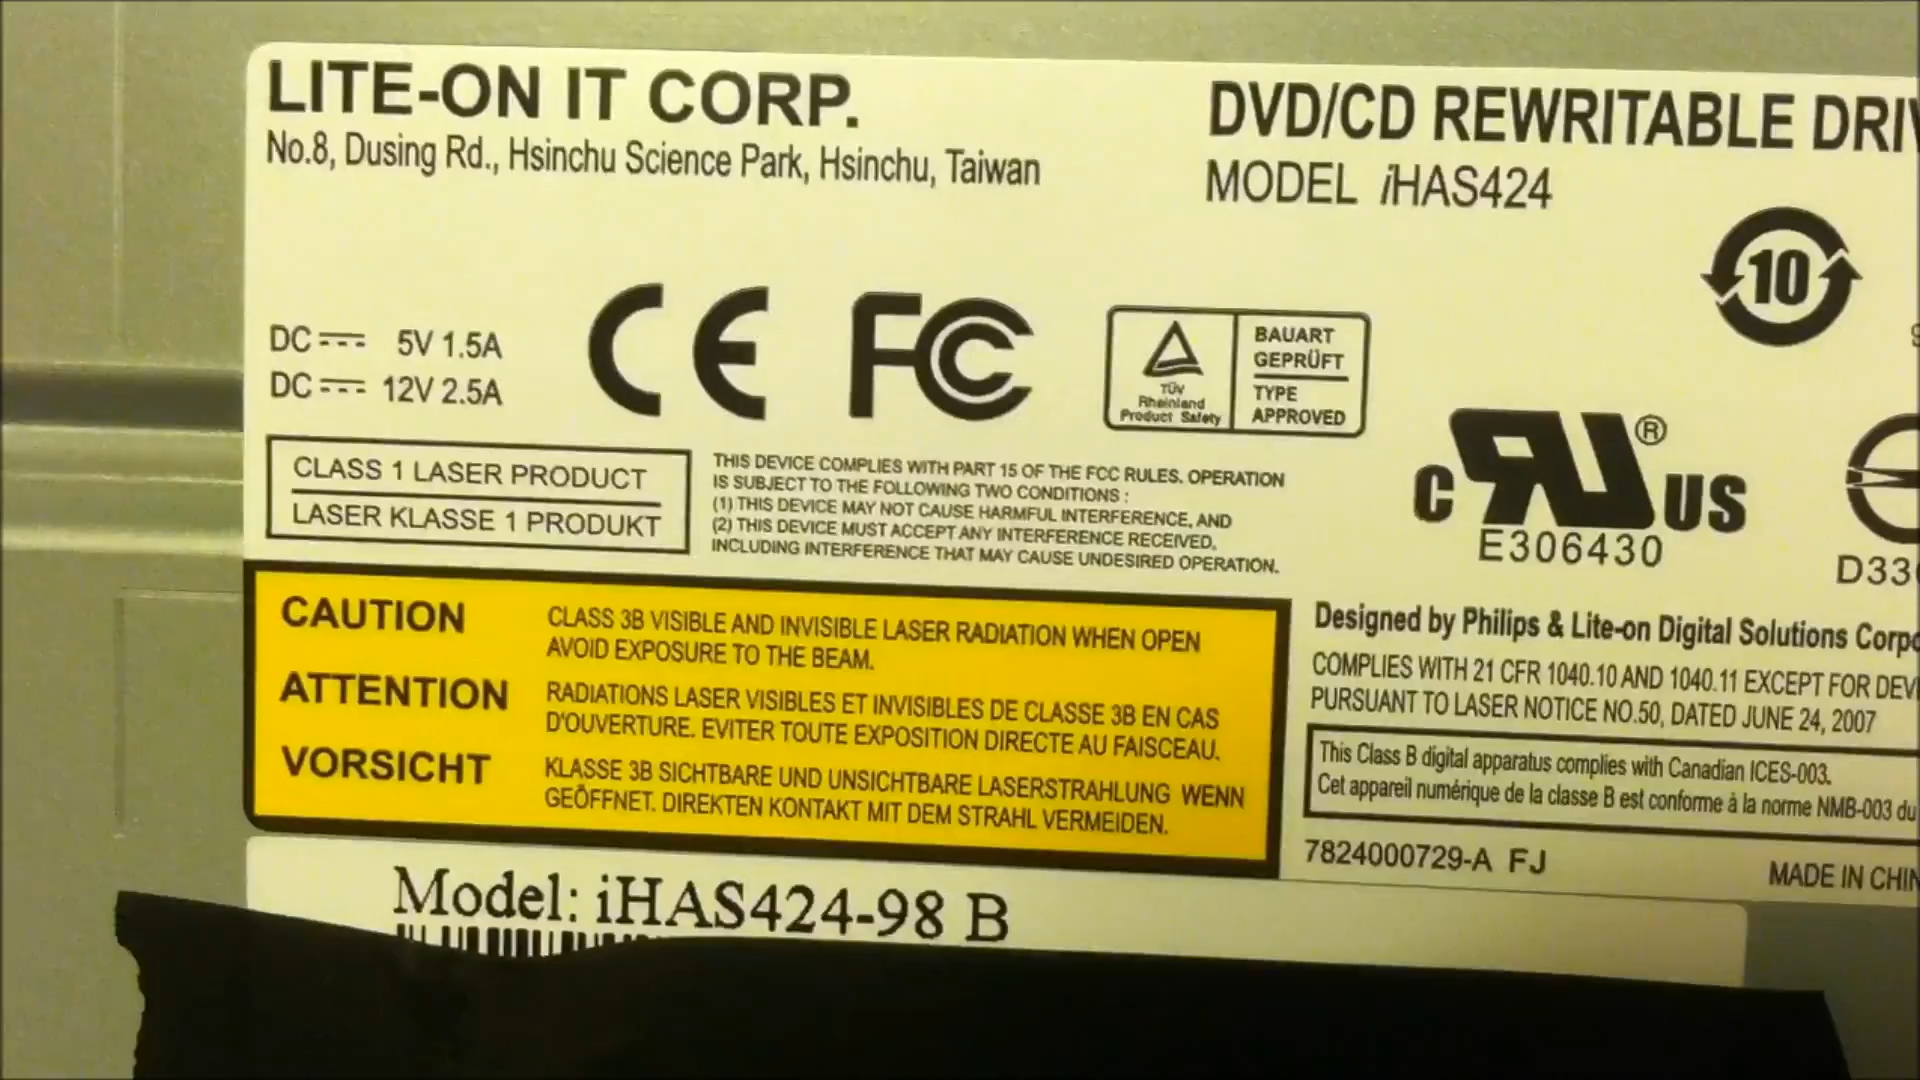 LITE-ON IT CORP.
No.8, Dusing Rd., Hsinchu Science Park, Hsinchu, Taiwan
DVD/CD REWRITABLE DRIV
MODEL iHAS424
10
DC 5V 1.5A
DC 12V 2.5A
CE FC
TÜV
Rheinland
Product Safety
BAUART
GEPRÜFT
TYPE
APPROVED
CLASS 1 LASER PRODUCT
LASER KLASSE 1 PRODUKT
THIS DEVICE COMPLIES WITH PART 15 OF THE FCC RULES. OPERATION
IS SUBJECT TO THE FOLLOWING TWO CONDITIONS :
(1) THIS DEVICE MAY NOT CAUSE HARMFUL INTERFERENCE, AND
(2) THIS DEVICE MUST ACCEPT ANY INTERFERENCE RECEIVED,
INCLUDING INTERFERENCE THAT MAY CAUSE UNDESIRED OPERATION.
C RU US ®
E306430
D33
CAUTION
CLASS 3B VISIBLE AND INVISIBLE LASER RADIATION WHEN OPEN
AVOID EXPOSURE TO THE BEAM.
ATTENTION
RADIATIONS LASER VISIBLES ET INVISIBLES DE CLASSE 3B EN CAS
D'OUVERTURE. EVITER TOUTE EXPOSITION DIRECTE AU FAISCEAU.
VORSICHT
KLASSE 3B SICHTBARE UND UNSICHTBARE LASERSTRAHLUNG WENN
GEÖFFNET. DIREKTEN KONTAKT MIT DEM STRAHL VERMEIDEN.
Designed by Philips & Lite-on Digital Solutions Corpo
COMPLIES WITH 21 CFR 1040.10 AND 1040.11 EXCEPT FOR DEVI
PURSUANT TO LASER NOTICE NO.50, DATED JUNE 24, 2007
This Class B digital apparatus complies with Canadian ICES-003.
Cet appareil numérique de la classe B est conforme à la norme NMB-003 du
7824000729-A FJ
MADE IN CHIN
Model: iHAS424-98 B